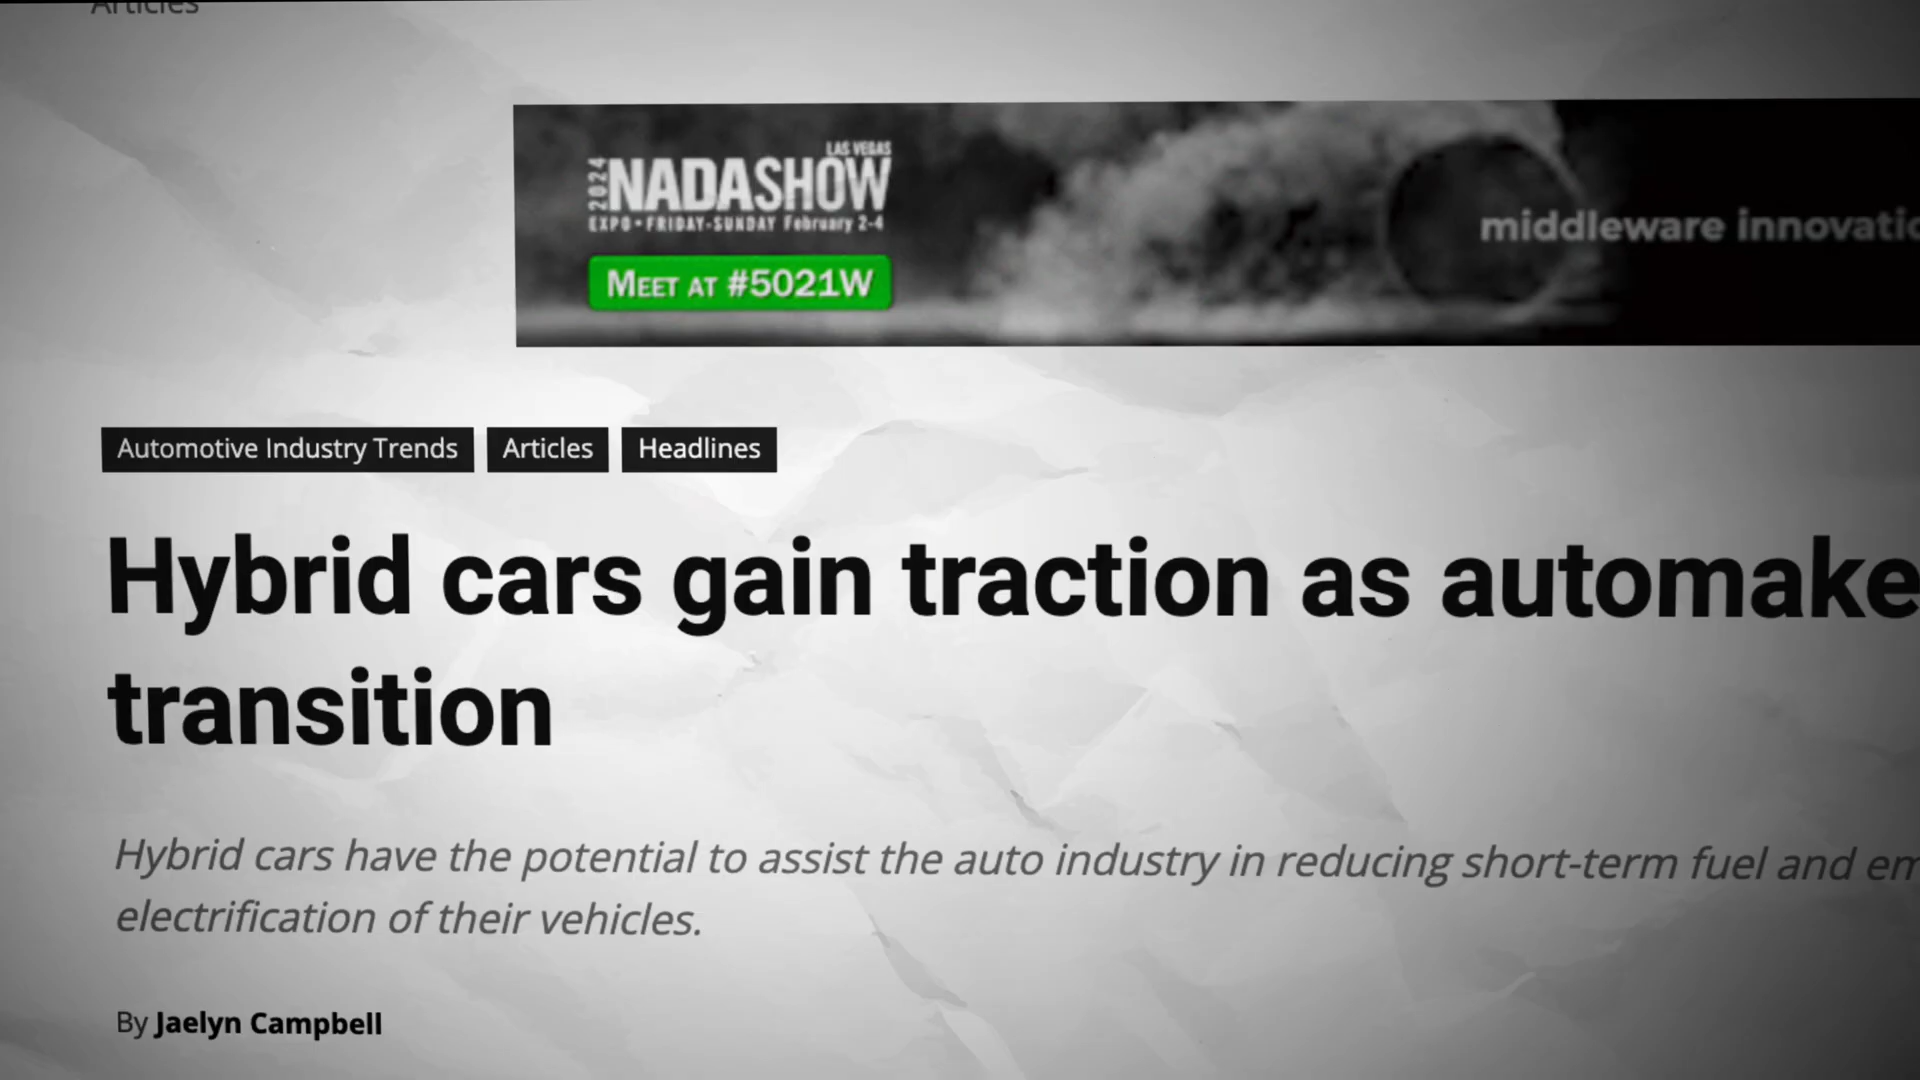 Articles
LAS VEGAS
2024 NADASHOW
EXPO • FRIDAY-SUNDAY February 2-4
MEET AT #5021W
middleware innovatio
Automotive Industry Trends Articles Headlines
Hybrid cars gain traction as automake
transition
Hybrid cars have the potential to assist the auto industry in reducing short-term fuel and em
electrification of their vehicles.
By Jaelyn Campbell